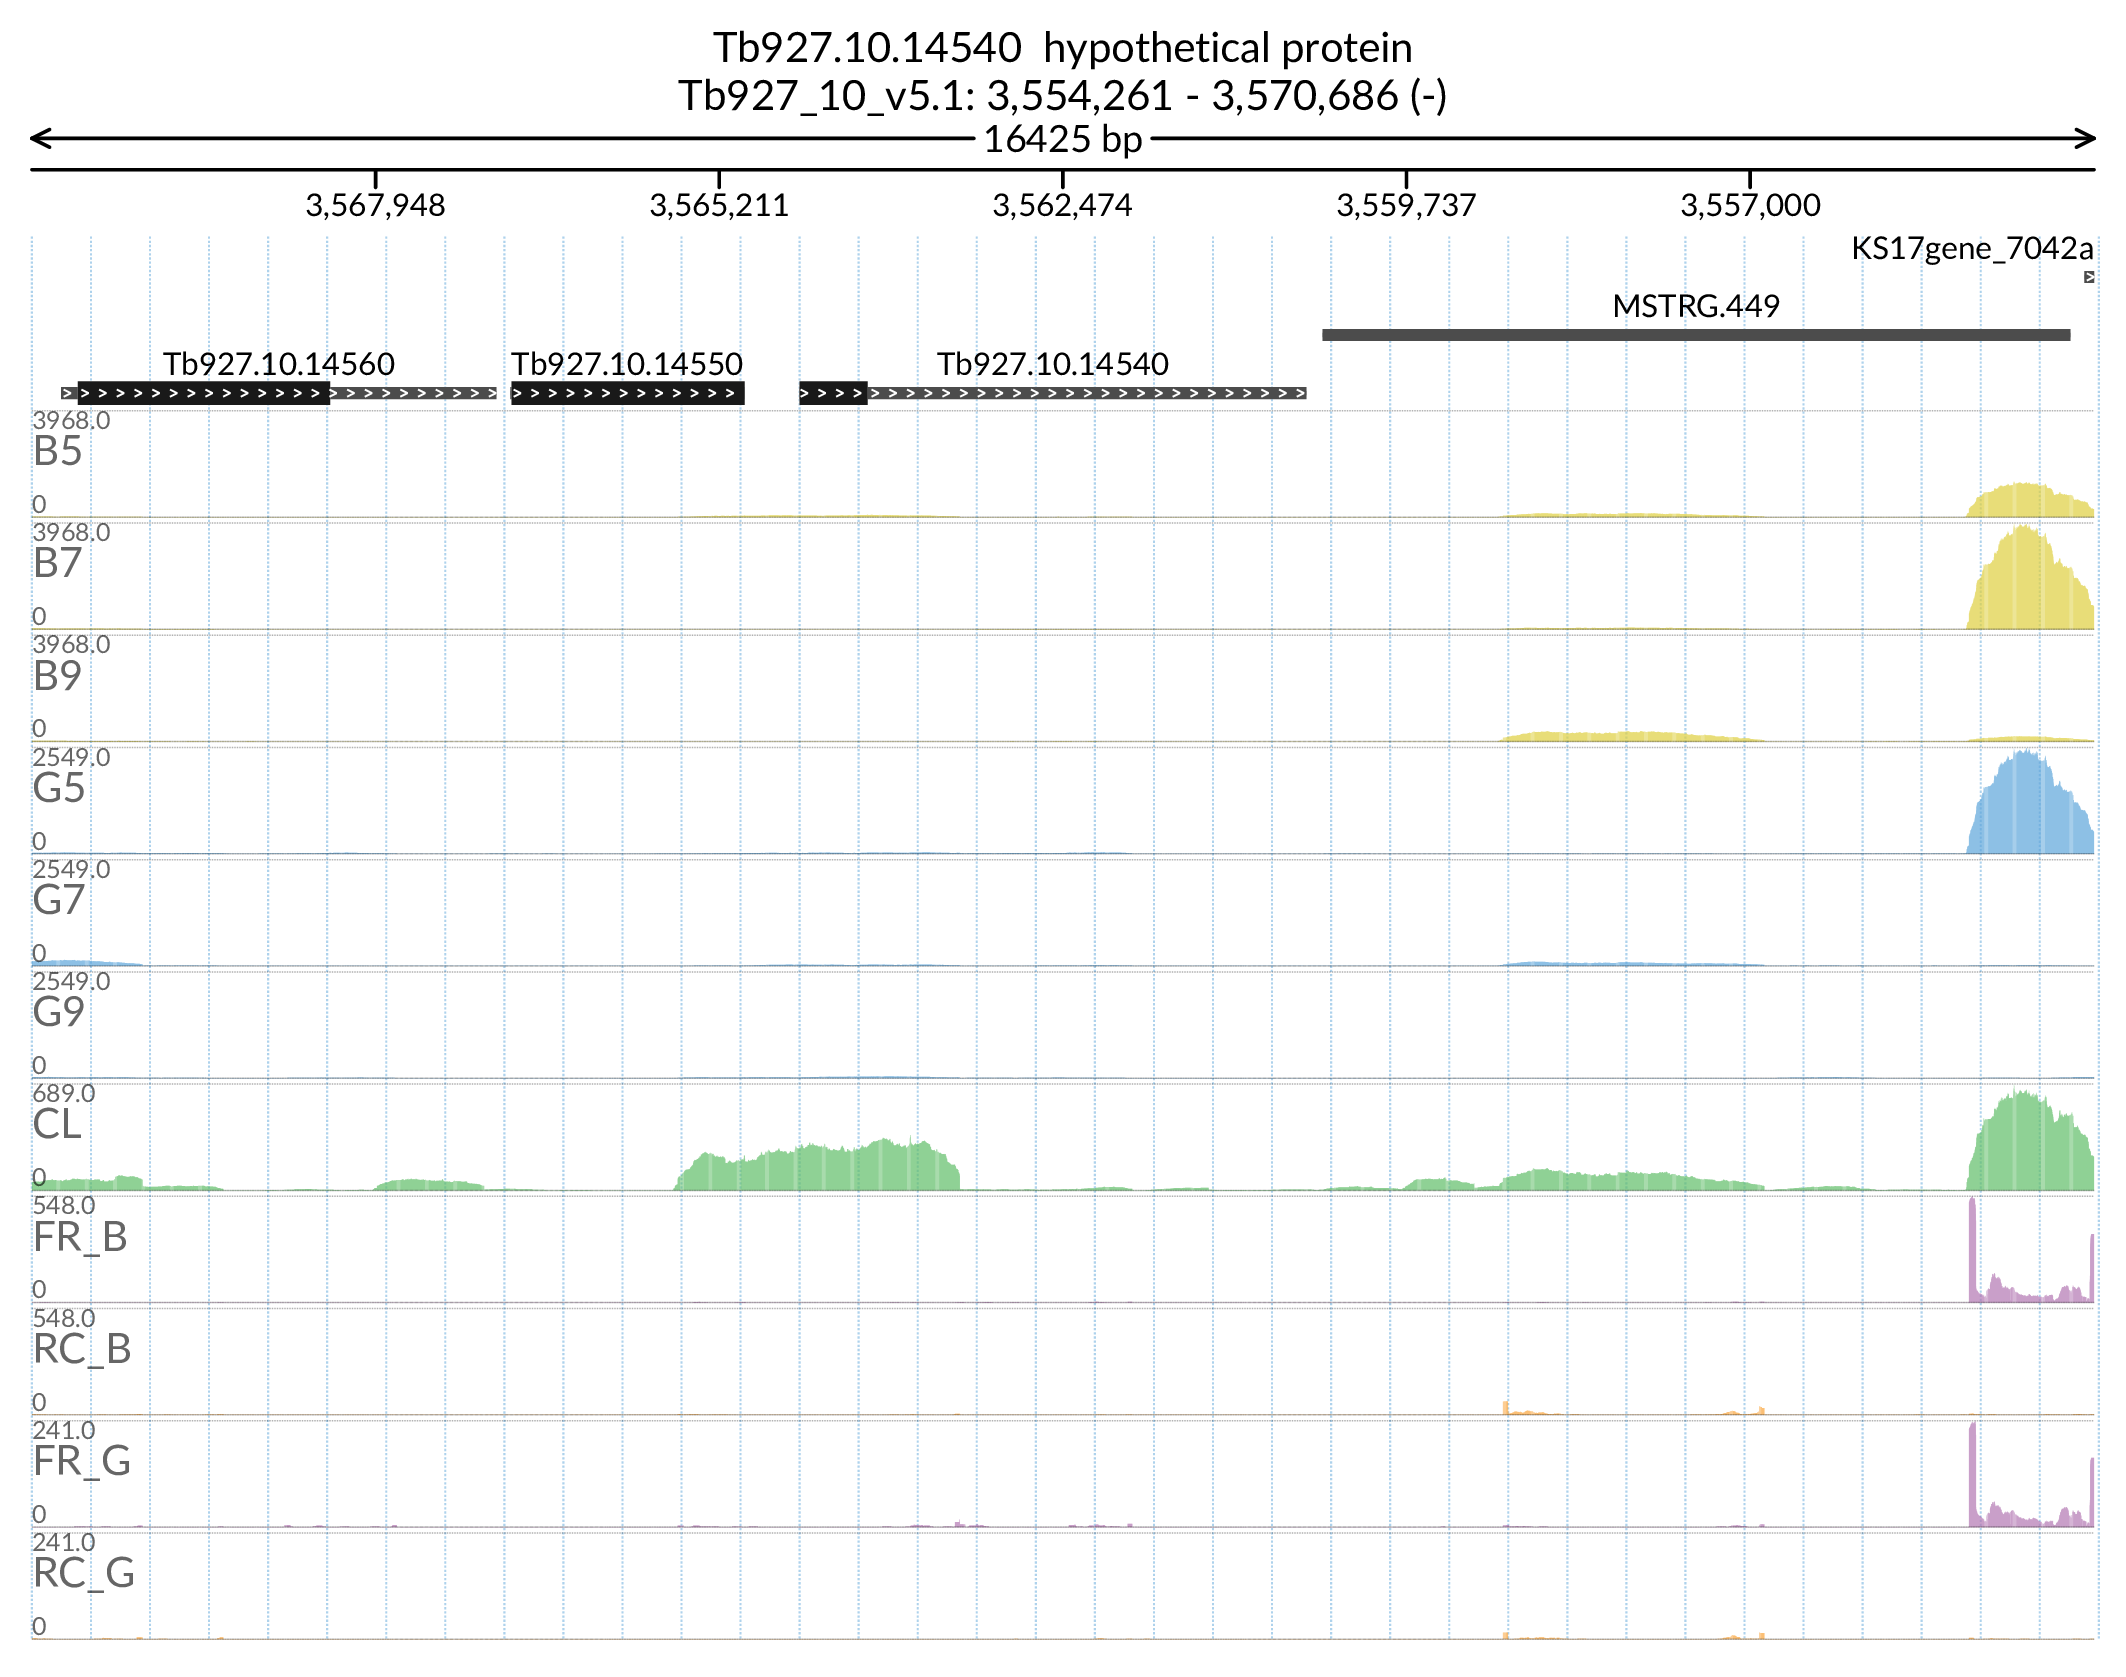 Tb927.10.14540  hypothetical protein
Tb927_10_v5.1: 3,554,261 - 3,570,686 (-)
16425 bp
3,567,948 3,565,211 3,562,474 3,559,737 3,557,000
KS17gene_7042a
MSTRG.449
Tb927.10.14560 Tb927.10.14550 Tb927.10.14540
3968.0
B5
0
3968.0
B7
0
3968.0
B9
0
2549.0
G5
0
2549.0
G7
0
2549.0
G9
0
689.0
CL
0
548.0
FR_B
0
548.0
RC_B
0
241.0
FR_G
0
241.0
RC_G
0